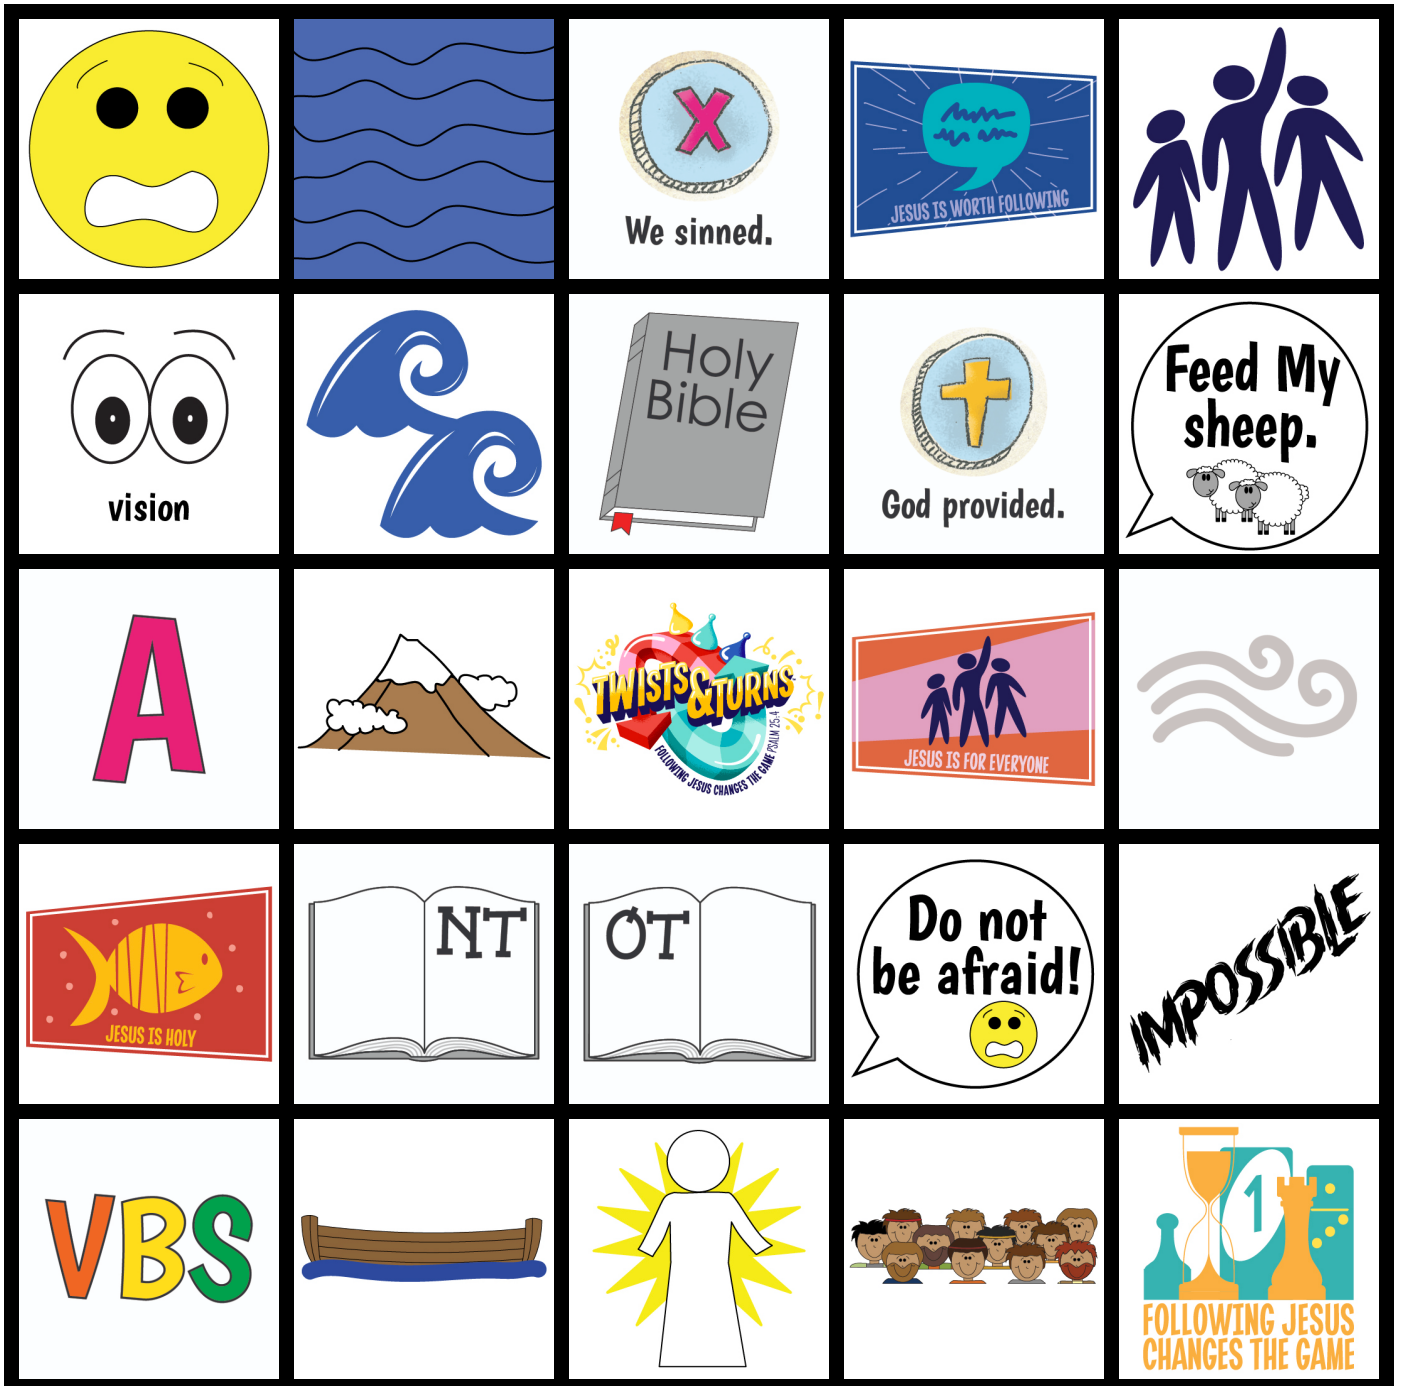 We sinned.
JESUS IS WORTH FOLLOWING
vision
Holy
Bible
God provided.
Feed My
sheep.
A
TWISTS
&TURNS
FOLLOWING JESUS CHANGES THE GAME PSALM 25:4
JESUS IS FOR EVERYONE
JESUS IS HOLY
NT
OT
Do not
be afraid!
IMPOSSIBLE
VBS
1
FOLLOWING JESUS
CHANGES THE GAME